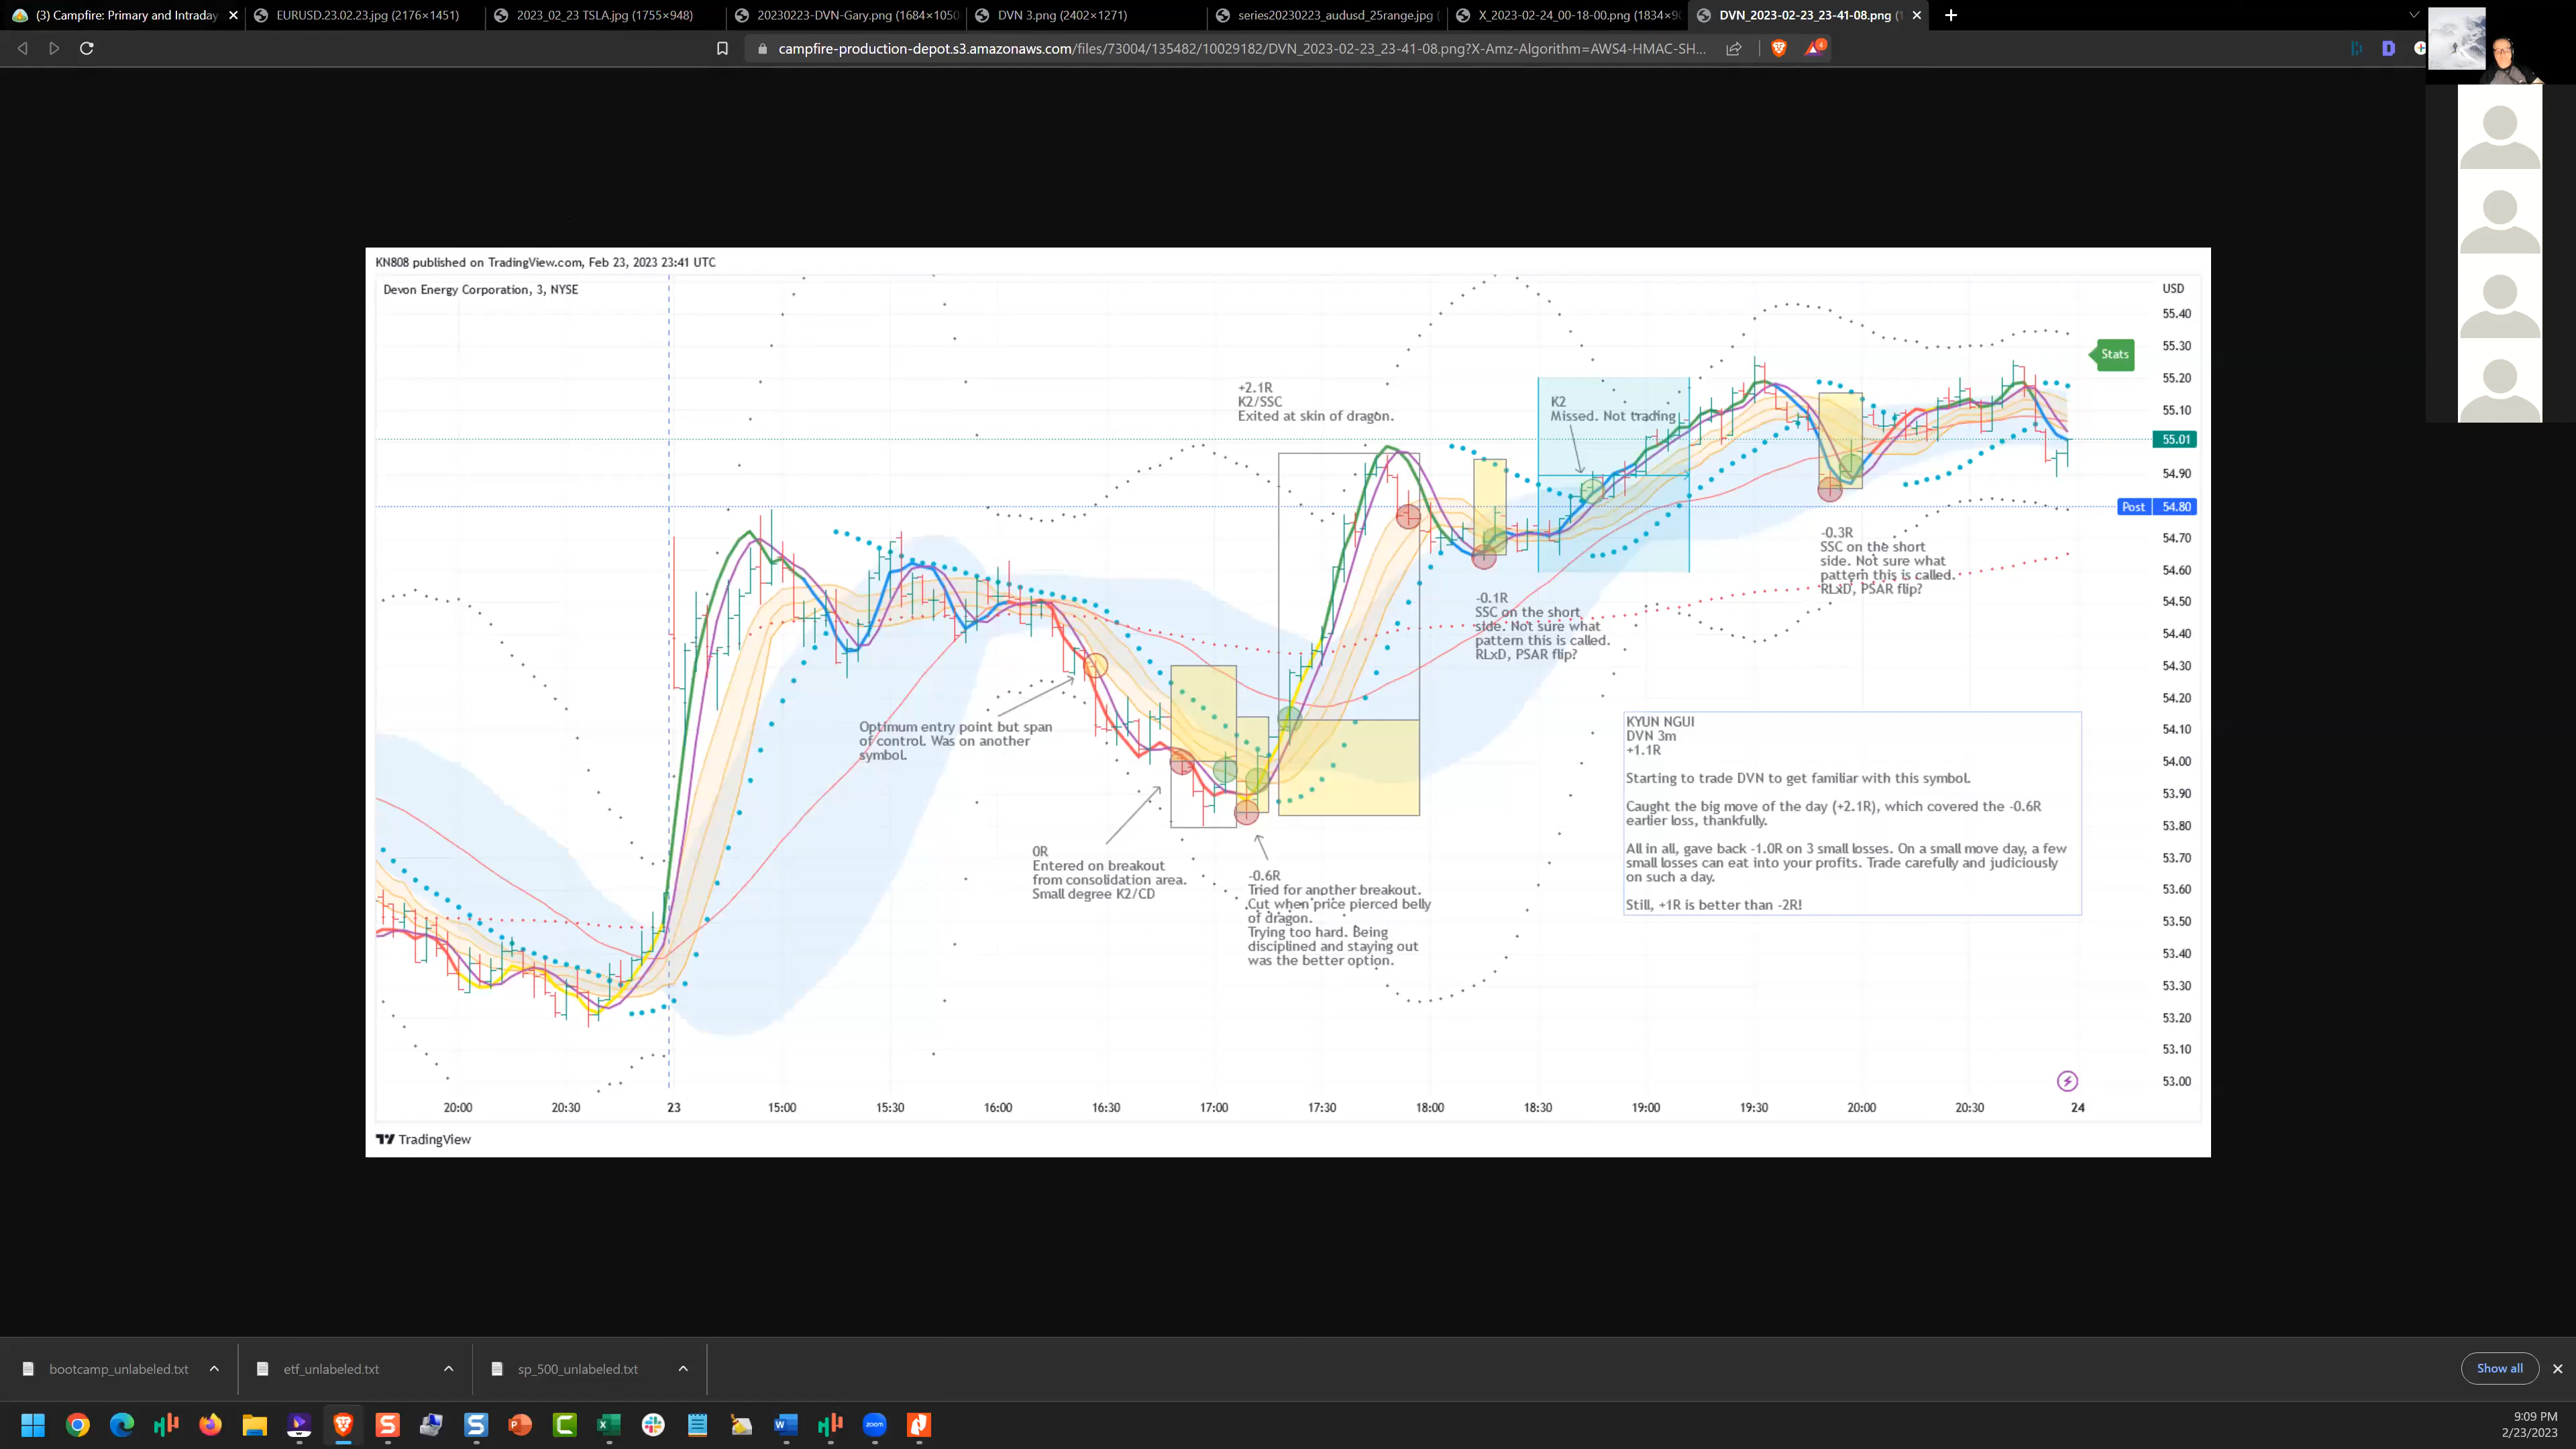 (3) Campfire: Primary and Intraday
EURUSD.23.02.23.jpg (2176×1451)
2023_02_23 TSLA.jpg (1755×948)
20230223-DVN-Gary.png (1684×1050
DVN 3.png (2402×1271)
series20230223_audusd_25range.jpg (
X_2023-02-24_00-18-00.png (1834×9
DVN_2023-02-23_23-41-08.png (1
campfire-production-depot.s3.amazonaws.com/files/73004/135482/10029182/DVN_2023-02-23_23-41-08.png?X-Amz-Algorithm=AWS4-HMAC-SH...
4
KN808 published on TradingView.com, Feb 23, 2023 23:41 UTC
Devon Energy Corporation, 3, NYSE
USD
55.40
55.30
Stats
55.20
55.10
55.01
54.90
Post 54.80
54.70
54.60
54.50
54.40
54.30
54.20
54.10
54.00
53.90
53.80
53.70
53.60
53.50
53.40
53.30
53.20
53.10
53.00
+2.1R
K2/SSC
Exited at skin of dragon.
K2
Missed. Not trading
-0.3R
SSC on the short
side. Not sure what
pattern this is called.
RLxD, PSAR flip?
-0.1R
SSC on the short
side. Not sure what
pattern this is called.
RLxD, PSAR flip?
Optimum entry point but span
of control. Was on another
symbol.
0R
Entered on breakout
from consolidation area.
Small degree K2/CD
-0.6R
Tried for another breakout.
Cut when price pierced belly
of dragon.
Trying too hard. Being
disciplined and staying out
was the better option.
KYUN NGUI
DVN 3m
+1.1R
Starting to trade DVN to get familiar with this symbol.
Caught the big move of the day (+2.1R), which covered the -0.6R
earlier loss, thankfully.
All in all, gave back -1.0R on 3 small losses. On a small move day, a few
small losses can eat into your profits. Trade carefully and judiciously
on such a day.
Still, +1R is better than -2R!
20:00 20:30 23 15:00 15:30 16:00 16:30 17:00 17:30 18:00 18:30 19:00 19:30 20:00 20:30 24
TradingView
bootcamp_unlabeled.txt
etf_unlabeled.txt
sp_500_unlabeled.txt
Show all
zoom
9:09 PM
2/23/2023